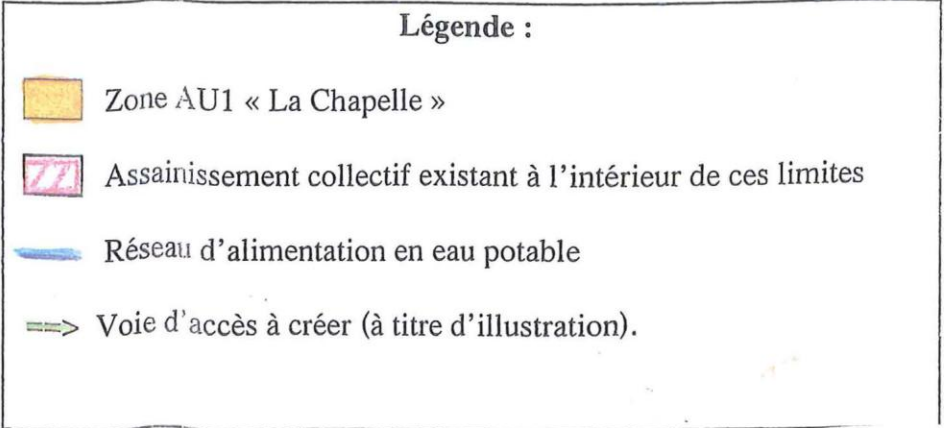 Légende :
Zone AU1 « La Chapelle »
Assainissement collectif existant à l'intérieur de ces limites
Réseau d'alimentation en eau potable
Voie d'accès à créer (à titre d'illustration).